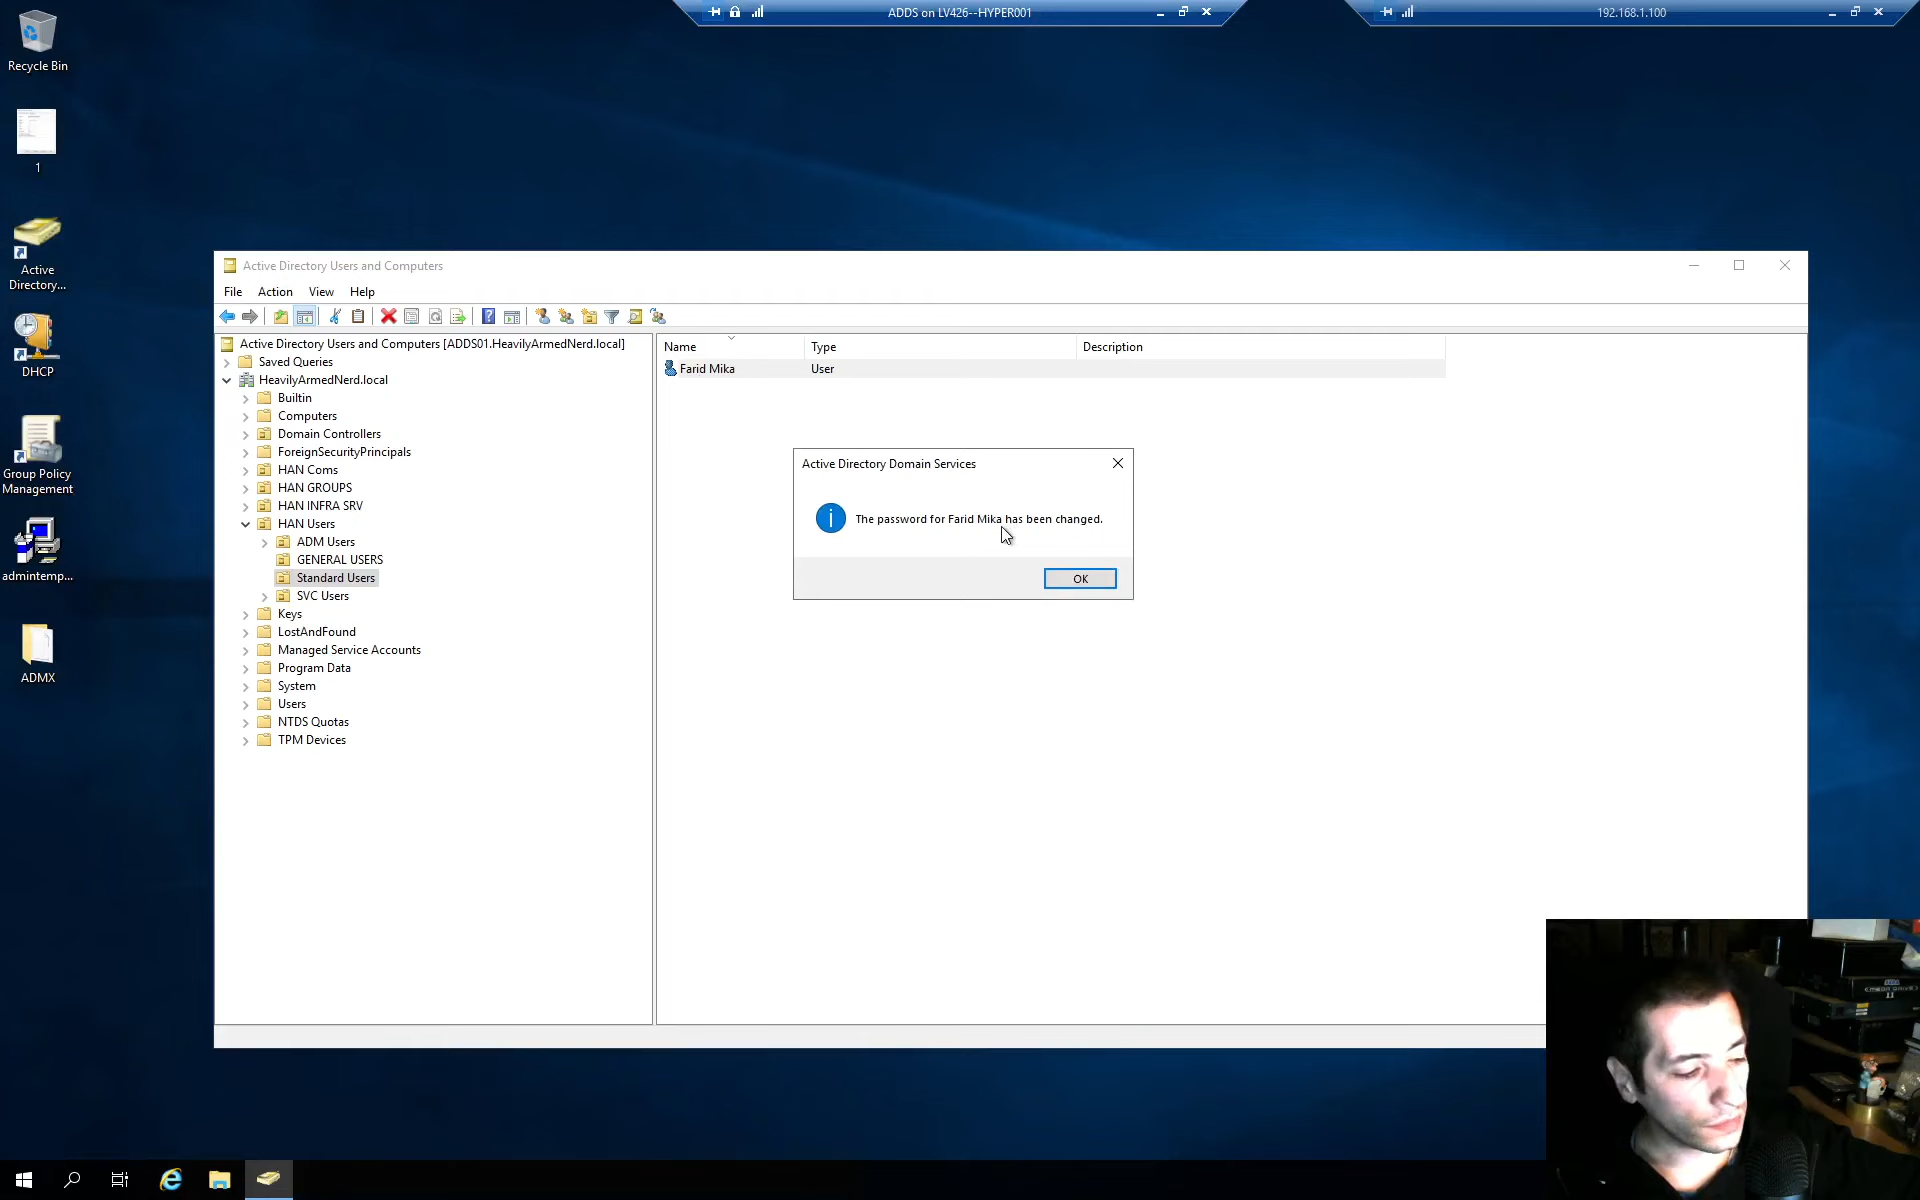 ADDS on LV426--HYPER001
192.168.1.100
Recycle Bin
1
Active
Directory...
DHCP
Group Policy
Management
admintemp...
ADMX
Active Directory Users and Computers
File Action View Help
Active Directory Users and Computers [ADDS01.HeavilyArmedNerd.local]
Saved Queries
HeavilyArmedNerd.local
Builtin
Computers
Domain Controllers
ForeignSecurityPrincipals
HAN Coms
HAN GROUPS
HAN INFRA SRV
HAN Users
ADM Users
GENERAL USERS
Standard Users
SVC Users
Keys
LostAndFound
Managed Service Accounts
Program Data
System
Users
NTDS Quotas
TPM Devices
Name Type Description
Farid Mika User
Active Directory Domain Services
The password for Farid Mika has been changed.
OK